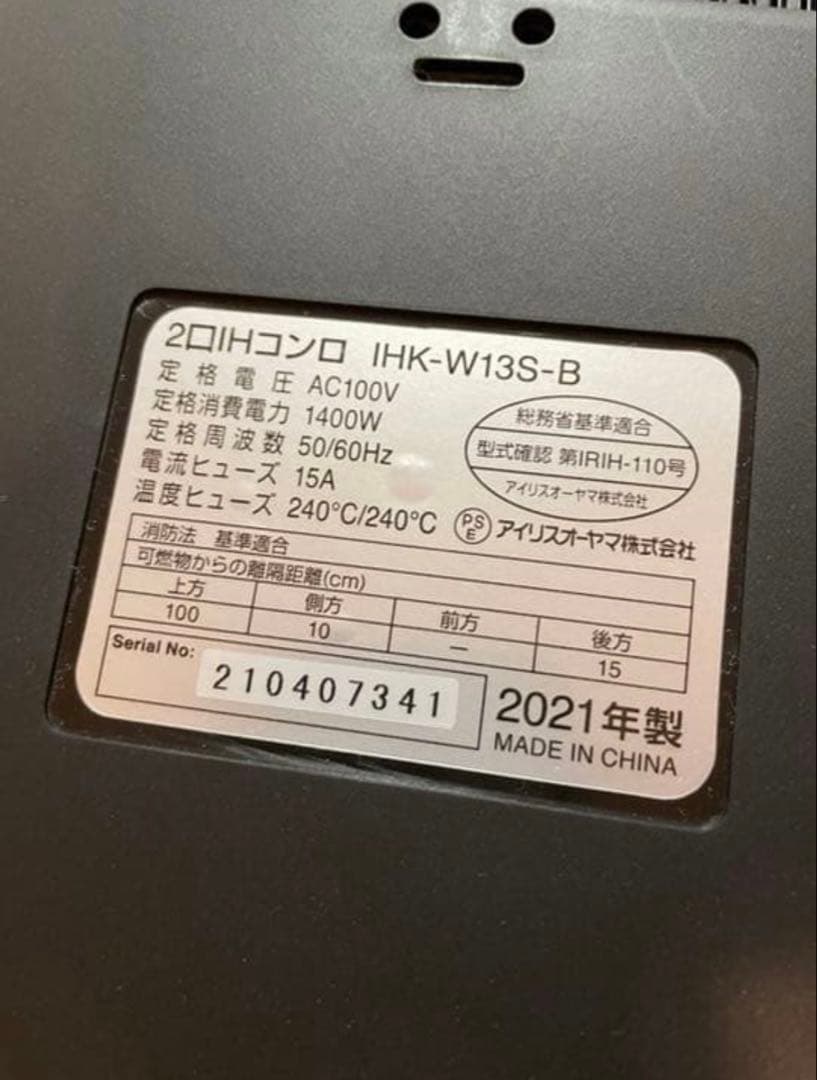 2口IHコンロ IHK-W13S-B
定格電圧 AC100V
定格消費電力 1400W
定格周波数 50/60Hz
電流ヒューズ 15A
温度ヒューズ 240℃/240℃
総務省基準適合
型式確認 第IRIH-110号
アイリスオーヤマ株式会社
PSE アイリスオーヤマ株式会社
消防法 基準適合
可燃物からの離隔距離(cm)
上方 側方 前方 後方
100 10 — 15
Serial No: 210407341
2021年製
MADE IN CHINA